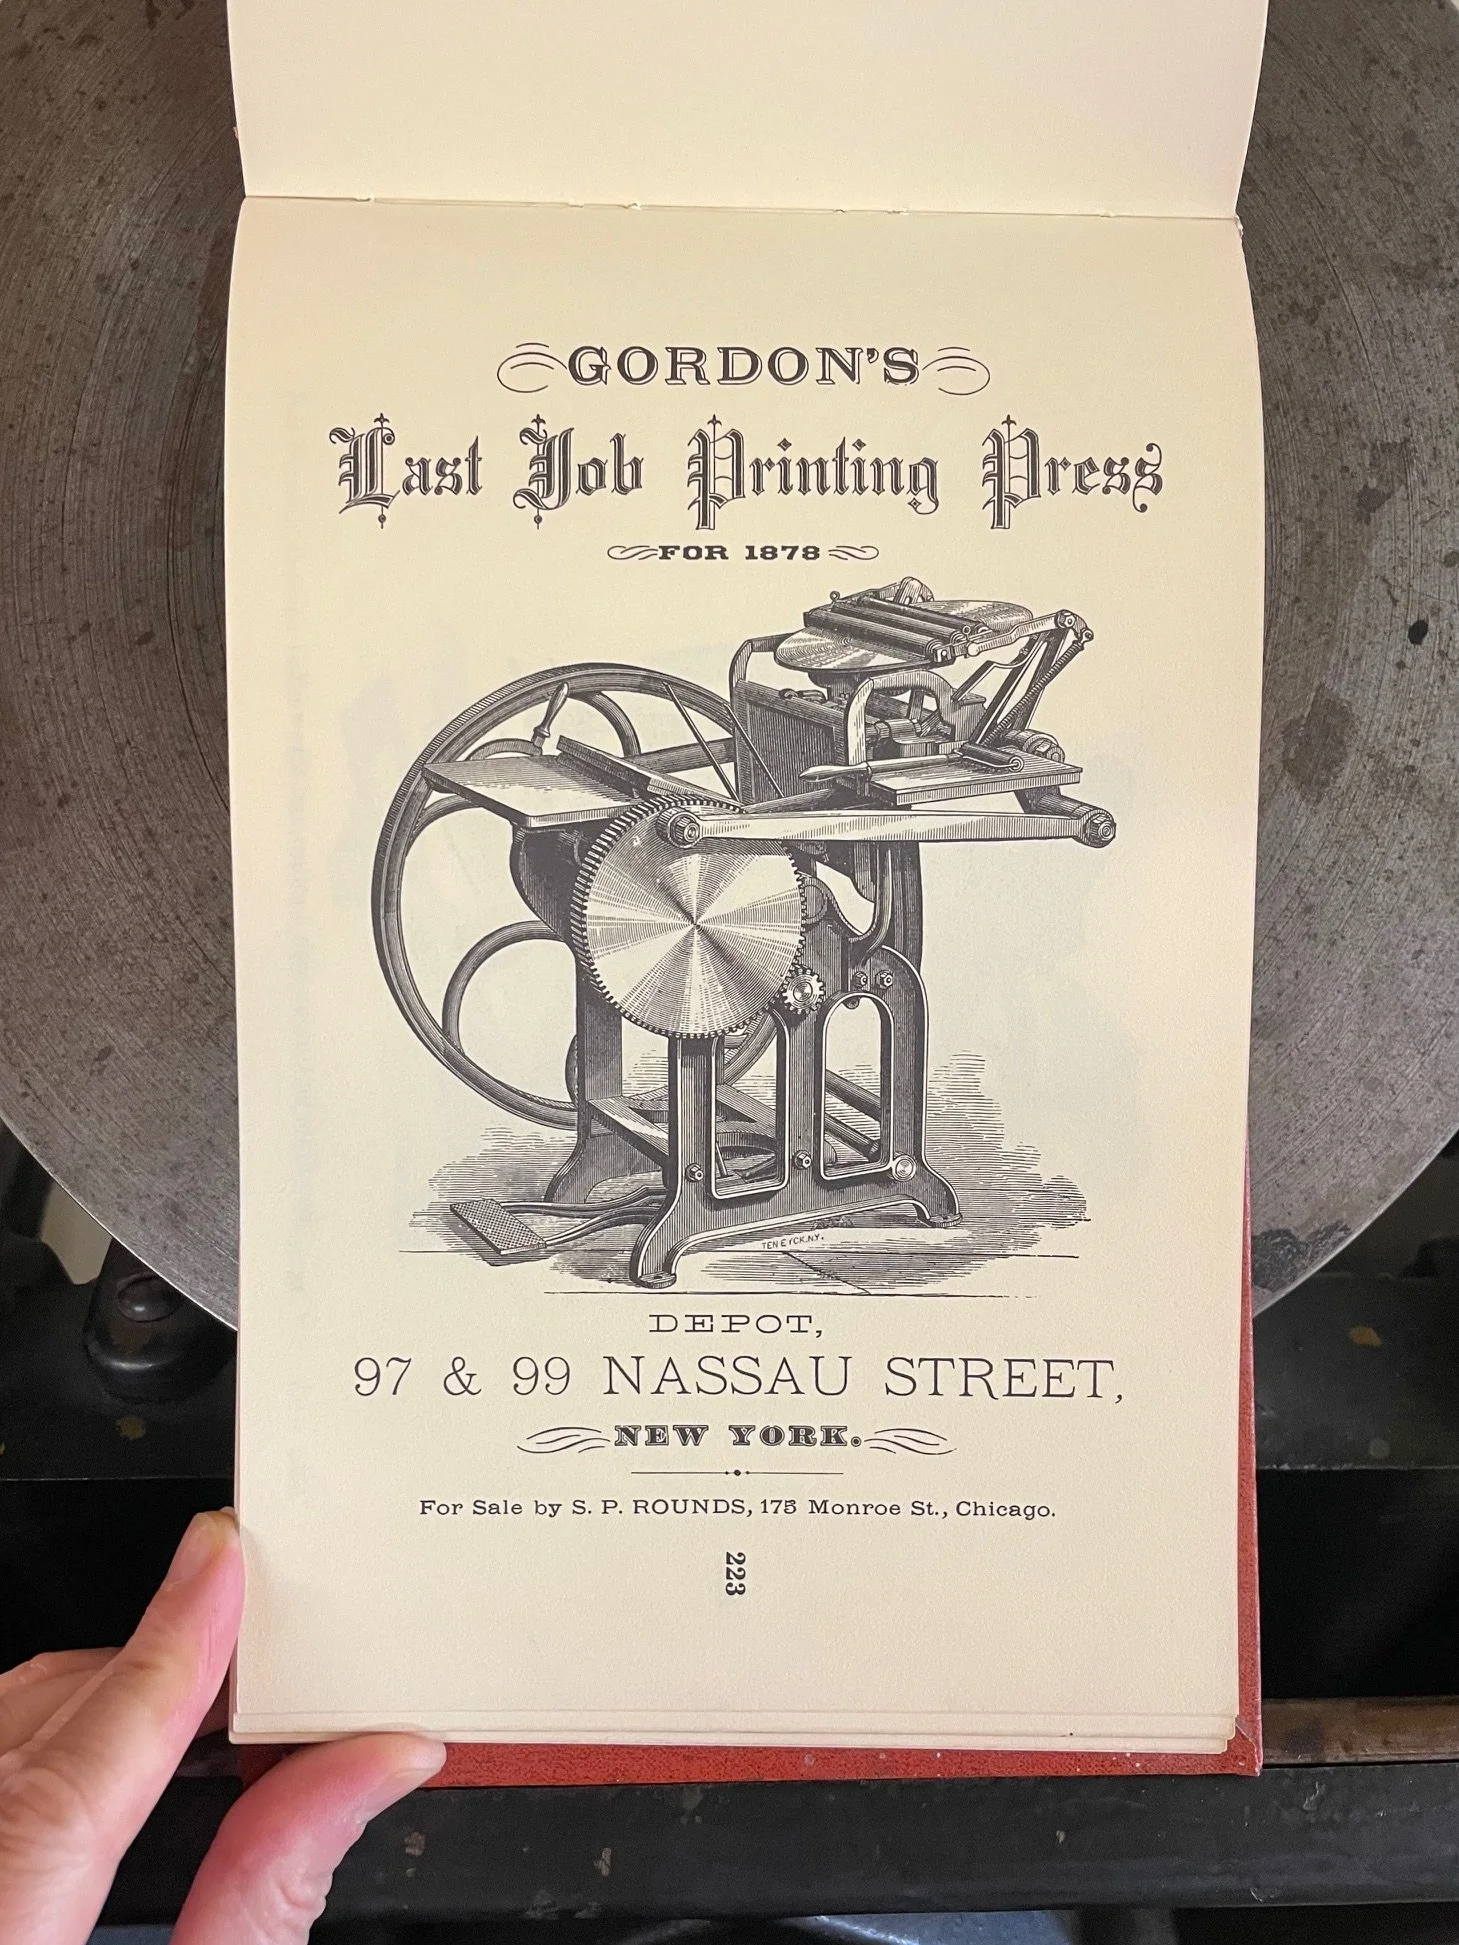 GORDON'S
Last Job Printing Press
FOR 1878
TEN EYCK.N.Y.
DEPOT,
97 & 99 NASSAU STREET,
NEW YORK.
For Sale by S. P. ROUNDS, 175 Monroe St., Chicago.
223